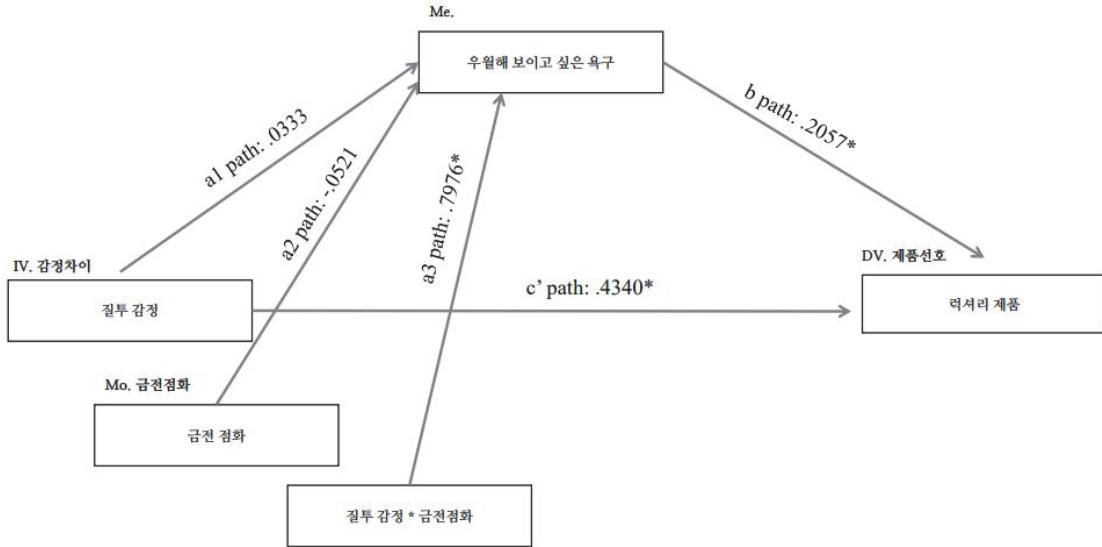 Me.
우월해 보이고 싶은 욕구
a1 path: .0333
a2 path: -.0521
a3 path: .7976*
b path: .2057*
IV. 감정차이
질투 감정
c’ path: .4340*
DV. 제품선호
럭셔리 제품
Mo. 금전점화
금전 점화
질투 감정 * 금전점화